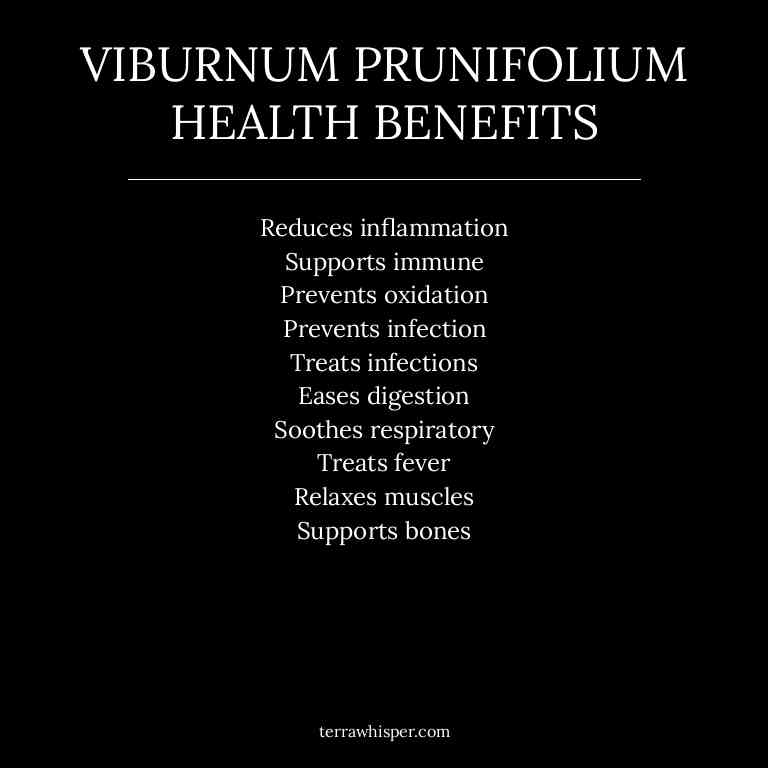 VIBURNUM PRUNIFOLIUM
HEALTH BENEFITS
Reduces inflammation
Supports immune
Prevents oxidation
Prevents infection
Treats infections
Eases digestion
Soothes respiratory
Treats fever
Relaxes muscles
Supports bones
terrawhisper.com